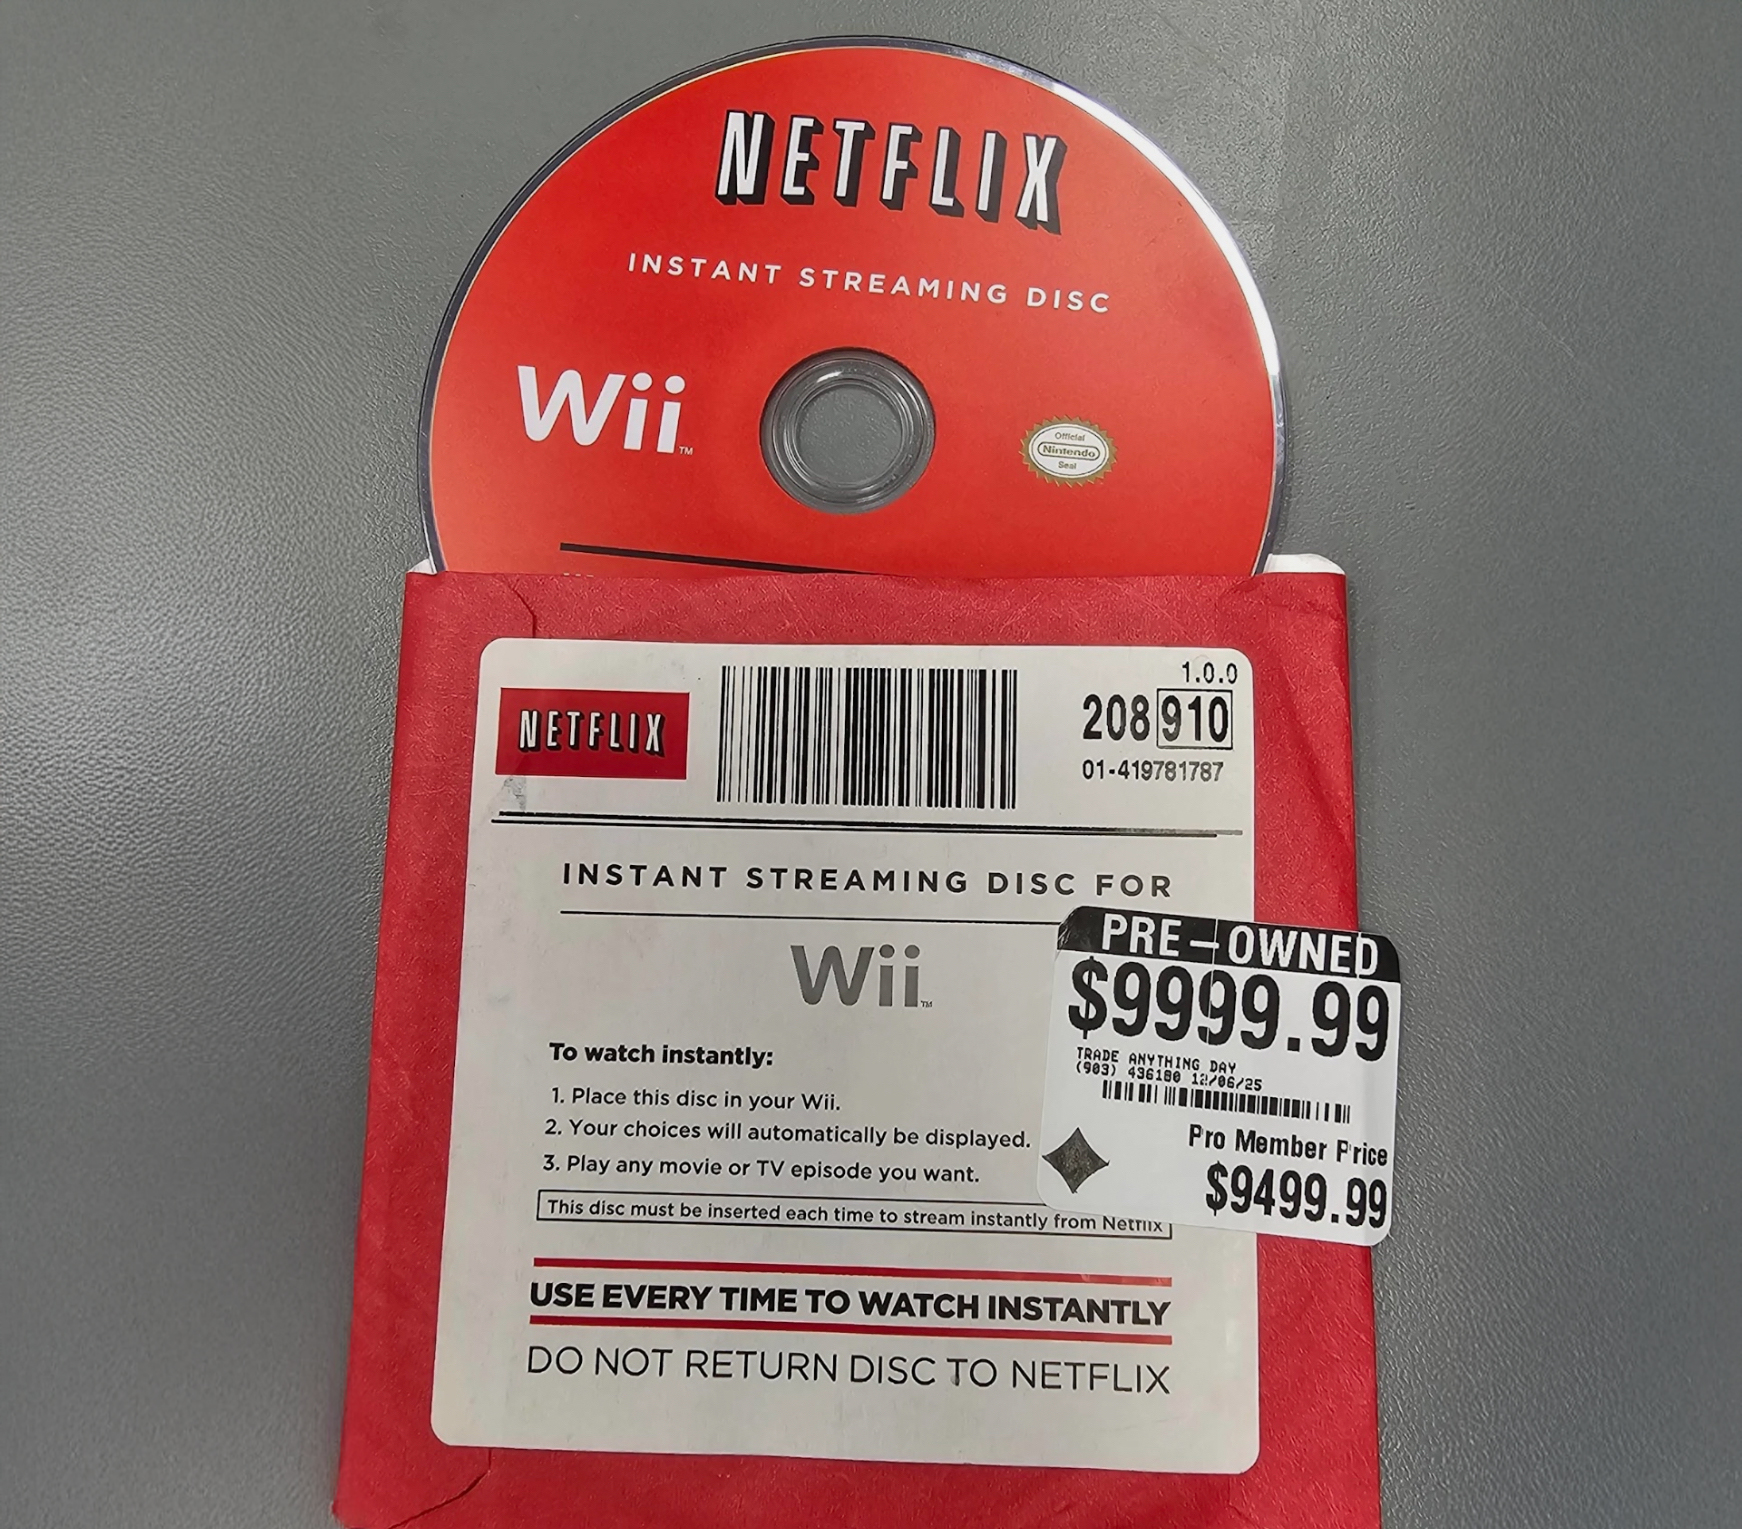 NETFLIX
INSTANT STREAMING DISC
Wii™
Official
Nintendo
Seal
NETFLIX
1.0.0
208 910
01-419781787
INSTANT STREAMING DISC FOR
Wii™
To watch instantly:
1. Place this disc in your Wii.
2. Your choices will automatically be displayed.
3. Play any movie or TV episode you want.
This disc must be inserted each time to stream instantly from Netflix
USE EVERY TIME TO WATCH INSTANTLY
DO NOT RETURN DISC TO NETFLIX
PRE-OWNED
$9999.99
TRADE ANYTHING DAY
(903) 436180 12/06/25
Pro Member Price
$9499.99